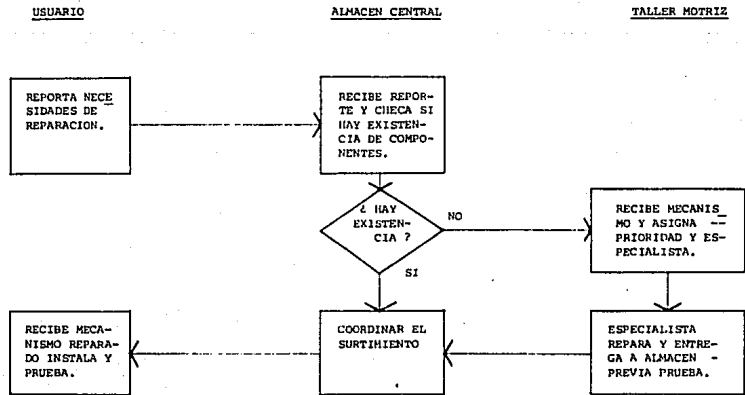 USUARIO
ALMACEN CENTRAL
TALLER MOTRIZ
REPORTA NECE
SIDADES DE
REPARACION.
RECIBE REPOR-
TE Y CHECA SI
HAY EXISTEN-
CIA DE COMPO-
NENTES.
¿ HAY
EXISTEN-
CIA ?
NO
SI
RECIBE MECANIS
MO Y ASIGNA --
PRIORIDAD Y ES-
PECIALISTA.
RECIBE MECA-
NISMO REPARA-
DO INSTALA Y
PRUEBA.
COORDINAR EL
SURTIMIENTO
ESPECIALISTA
REPARA Y ENTRE-
GA A ALMACEN -
PREVIA PRUEBA.